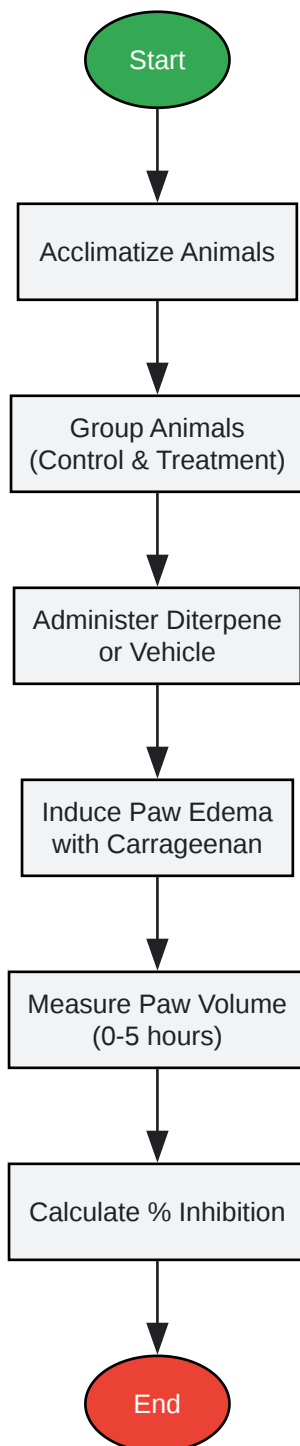 Start
Acclimatize Animals
Group Animals
(Control & Treatment)
Administer Diterpene
or Vehicle
Induce Paw Edema
with Carrageenan
Measure Paw Volume
(0-5 hours)
Calculate % Inhibition
End